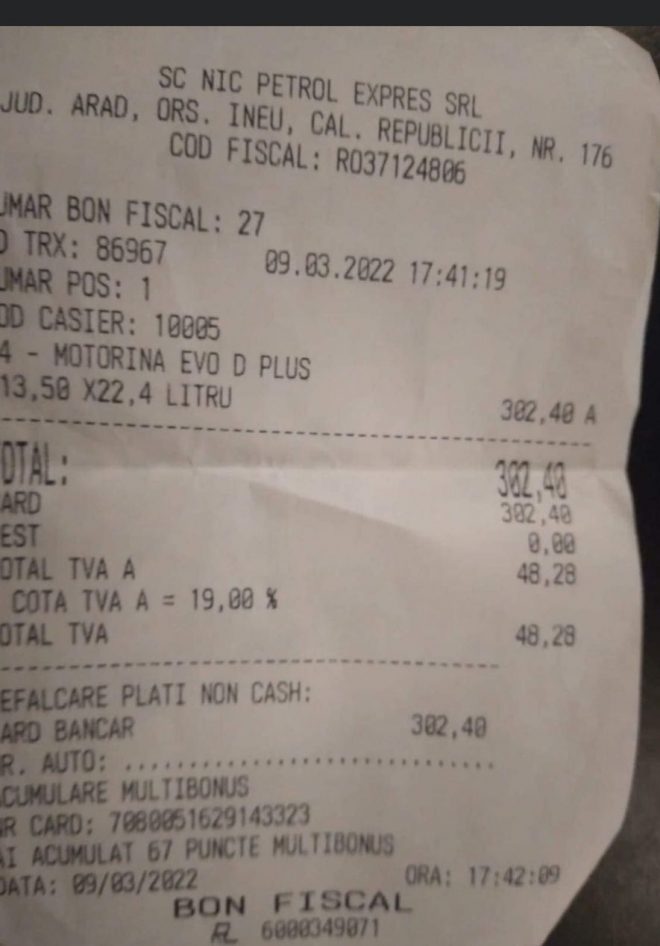 SC NIC PETROL EXPRES SRL
JUD. ARAD, ORS. INEU, CAL. REPUBLICII, NR. 176
COD FISCAL: RO37124806
UMAR BON FISCAL: 27
D TRX: 86967 09.03.2022 17:41:19
UMAR POS: 1
OD CASIER: 10005
4 - MOTORINA EVO D PLUS
13,50 X22,4 LITRU 302,40 A
OTAL: 302,40
ARD 302,40
EST 0,00
OTAL TVA A 48,28
COTA TVA A = 19,00 %
OTAL TVA 48,28
EFALCARE PLATI NON CASH:
ARD BANCAR 302,40
R. AUTO: ..............................
CUMULARE MULTIBONUS
NR CARD: 7080051629143323
AI ACUMULAT 67 PUNCTE MULTIBONUS
DATA: 09/03/2022 ORA: 17:42:09
BON FISCAL
6000349071